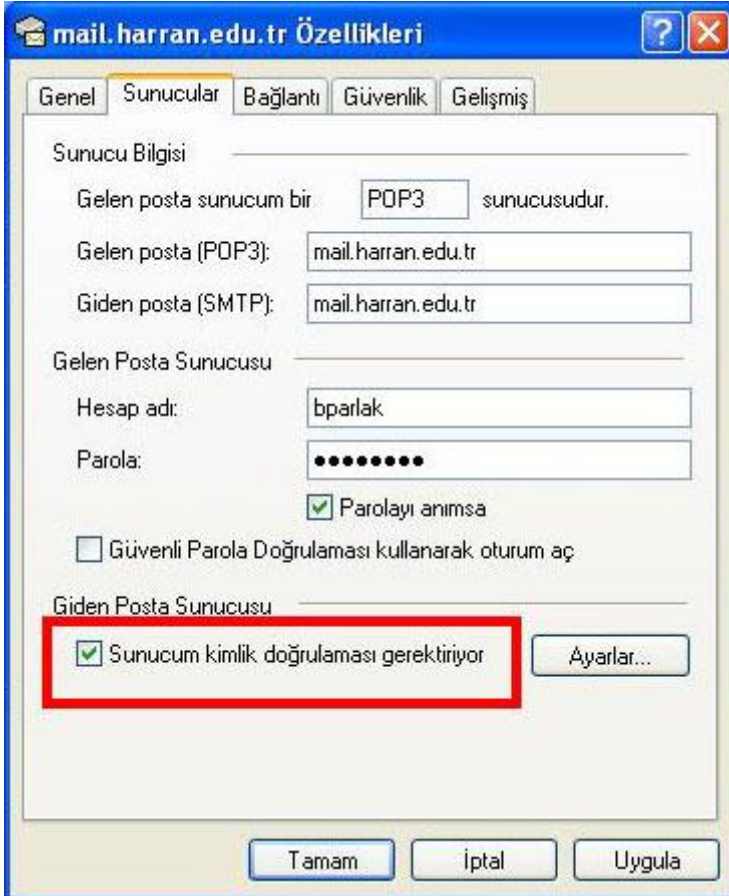 mail.harran.edu.tr Özellikleri
Genel Sunucular Bağlantı Güvenlik Gelişmiş
Sunucu Bilgisi
Gelen posta sunucum bir POP3 sunucusudur.
Gelen posta (POP3): mail.harran.edu.tr
Giden posta (SMTP): mail.harran.edu.tr
Gelen Posta Sunucusu
Hesap adı: bparlak
Parola: ●●●●●●●●
Parolayı anımsa
Güvenli Parola Doğrulaması kullanarak oturum aç
Giden Posta Sunucusu
Sunucum kimlik doğrulaması gerektiriyor Ayarlar...
Tamam İptal Uygula